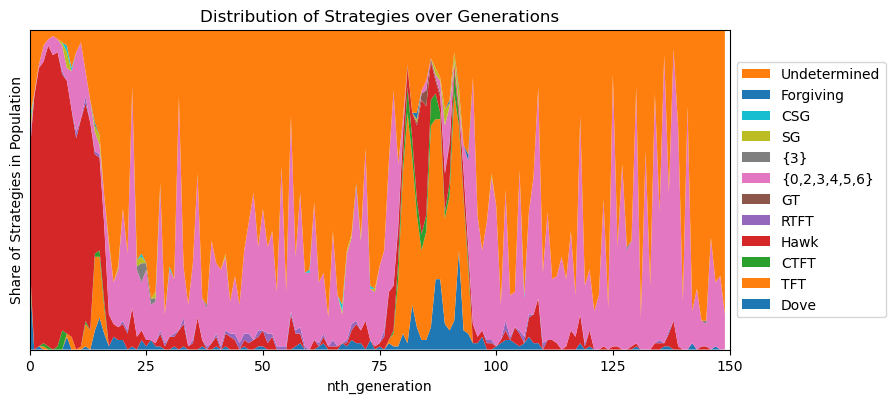 Distribution of Strategies over Generations
Share of Strategies in Population
0 25 50 75 100 125 150
nth_generation
Undetermined
Forgiving
CSG
SG
{3}
{0,2,3,4,5,6}
GT
RTFT
Hawk
CTFT
TFT
Dove